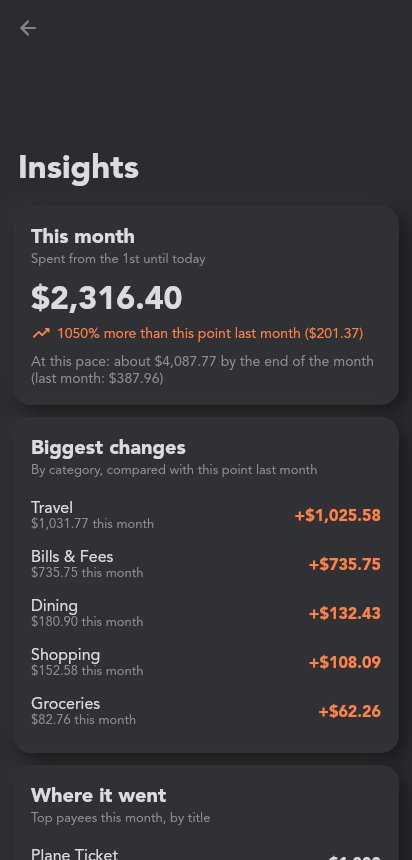 Insights
This month
Spent from the 1st until today
$2,316.40
1050% more than this point last month ($201.37)
At this pace: about $4,087.77 by the end of the month
(last month: $387.96)
Biggest changes
By category, compared with this point last month
Travel
+$1,025.58
$1,031.77 this month
Bills & Fees
+$735.75
$735.75 this month
Dining
+$132.43
$180.90 this month
Shopping
+$108.09
$152.58 this month
Groceries
+$62.26
$82.76 this month
Where it went
Top payees this month, by title
Plane Ticket